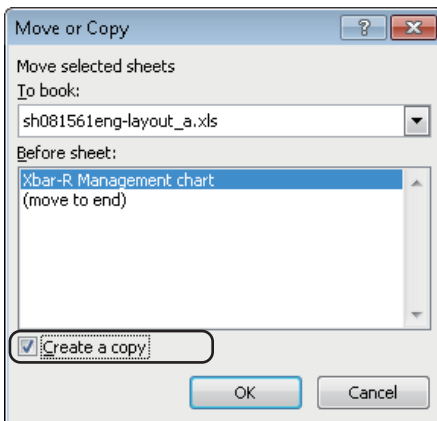 Move or Copy
Move selected sheets
To book:
sh081561eng-layout_a.xls
Before sheet:
Xbar-R Management chart
(move to end)
Create a copy
OK Cancel